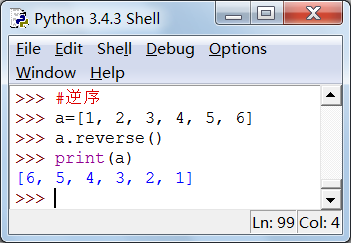 Python 3.4.3 Shell
File Edit Shell Debug Options
Window Help
>>> #逆序
>>> a=[1, 2, 3, 4, 5, 6]
>>> a.reverse()
>>> print(a)
[6, 5, 4, 3, 2, 1]
>>>
Ln: 99 Col: 4